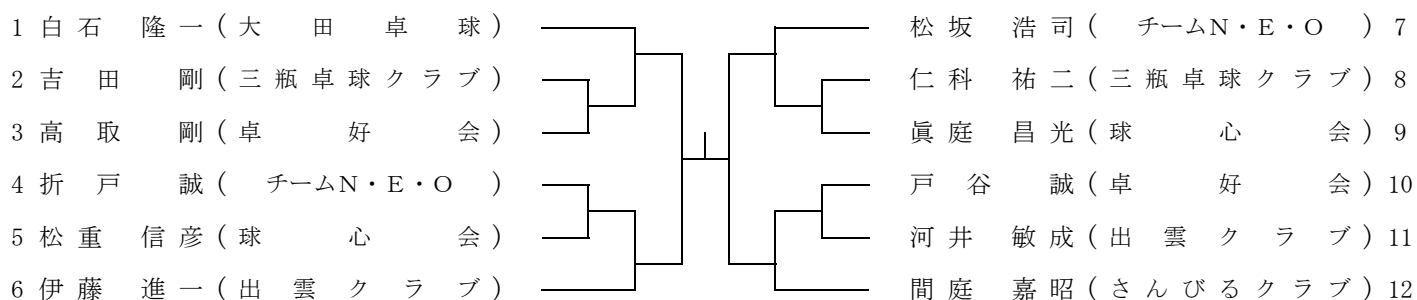 1 白石 隆一(大田卓球)
2 吉田 剛(三瓶卓球クラブ)
3 高取 剛(卓好会)
4 折戸 誠(チームN・E・O)
5 松重 信彦(球心会)
6 伊藤 進一(出雲クラブ)
松坂 浩司(チームN・E・O) 7
仁科 祐二(三瓶卓球クラブ) 8
眞庭 昌光(球心会) 9
戸谷 誠(卓好会) 10
河井 敏成(出雲クラブ) 11
間庭 嘉昭(さんびるクラブ) 12